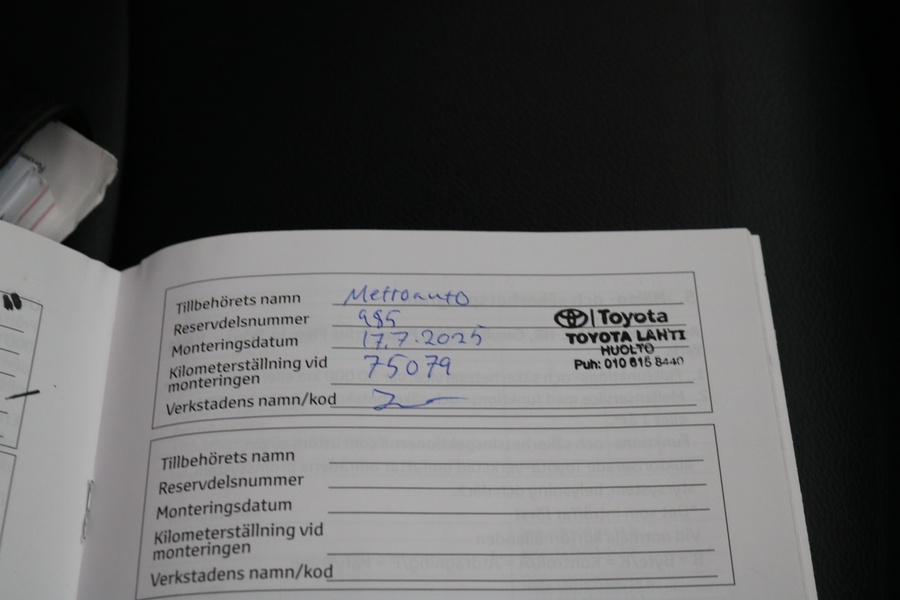 Tillbehörets namn Metroauto
Reservdelsnummer 985
Monteringsdatum 17.7.2025
Kilometerställning vid monteringen 75079
Verkstadens namn/kod
Toyota
TOYOTA LAHTI
HUOLTO
Puh: 010 615 8440
Tillbehörets namn
Reservdelsnummer
Monteringsdatum
Kilometerställning vid
monteringen
Verkstadens namn/kod